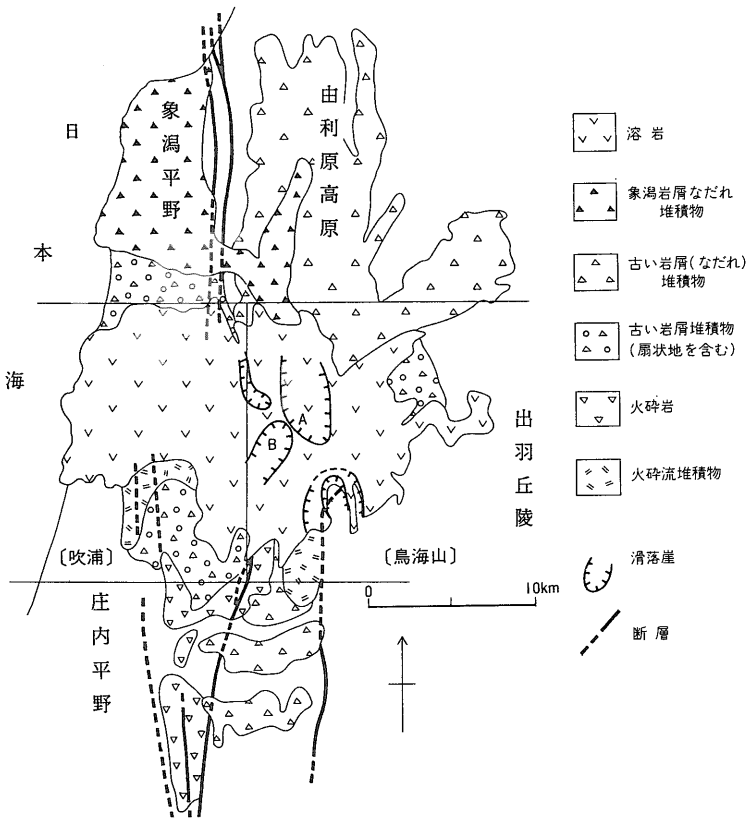 日本海
象潟平野
由利原高原
出羽丘陵
A
B
〔吹浦〕
〔鳥海山〕
庄内平野
0
10km
溶岩
象潟岩屑なだれ
堆積物
古い岩屑(なだれ)
堆積物
古い岩屑堆積物
(扇状地を含む)
火砕岩
火砕流堆積物
滑落崖
断層